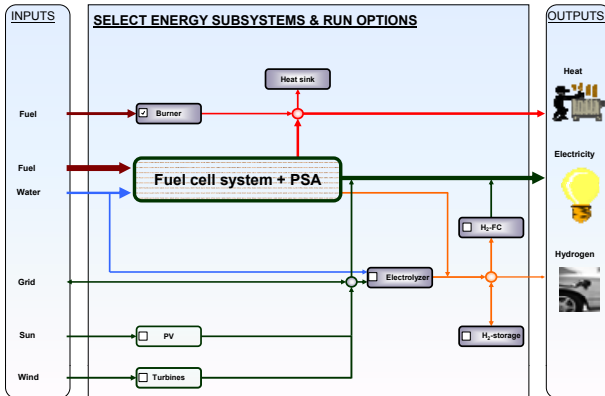 INPUTS
SELECT ENERGY SUBSYSTEMS & RUN OPTIONS
OUTPUTS
Heat sink
Heat
Fuel
Burner
Fuel
Fuel cell system + PSA
Electricity
Water
H2-FC
Hydrogen
Grid
Electrolyzer
Sun
PV
H2-storage
Wind
Turbines